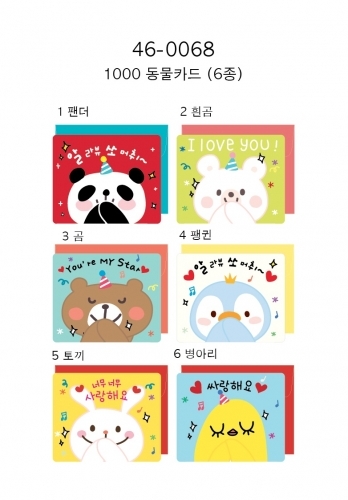 46-0068
1000 동물카드 (6종)
1 팬더
2 흰곰
알라뷰 쏘 머취~
I love you!
3 곰
4 팽귄
You're My Star
알라뷰 쏘 머취~
5 토끼
6 병아리
너무 너무
사랑해요
싸랑해요